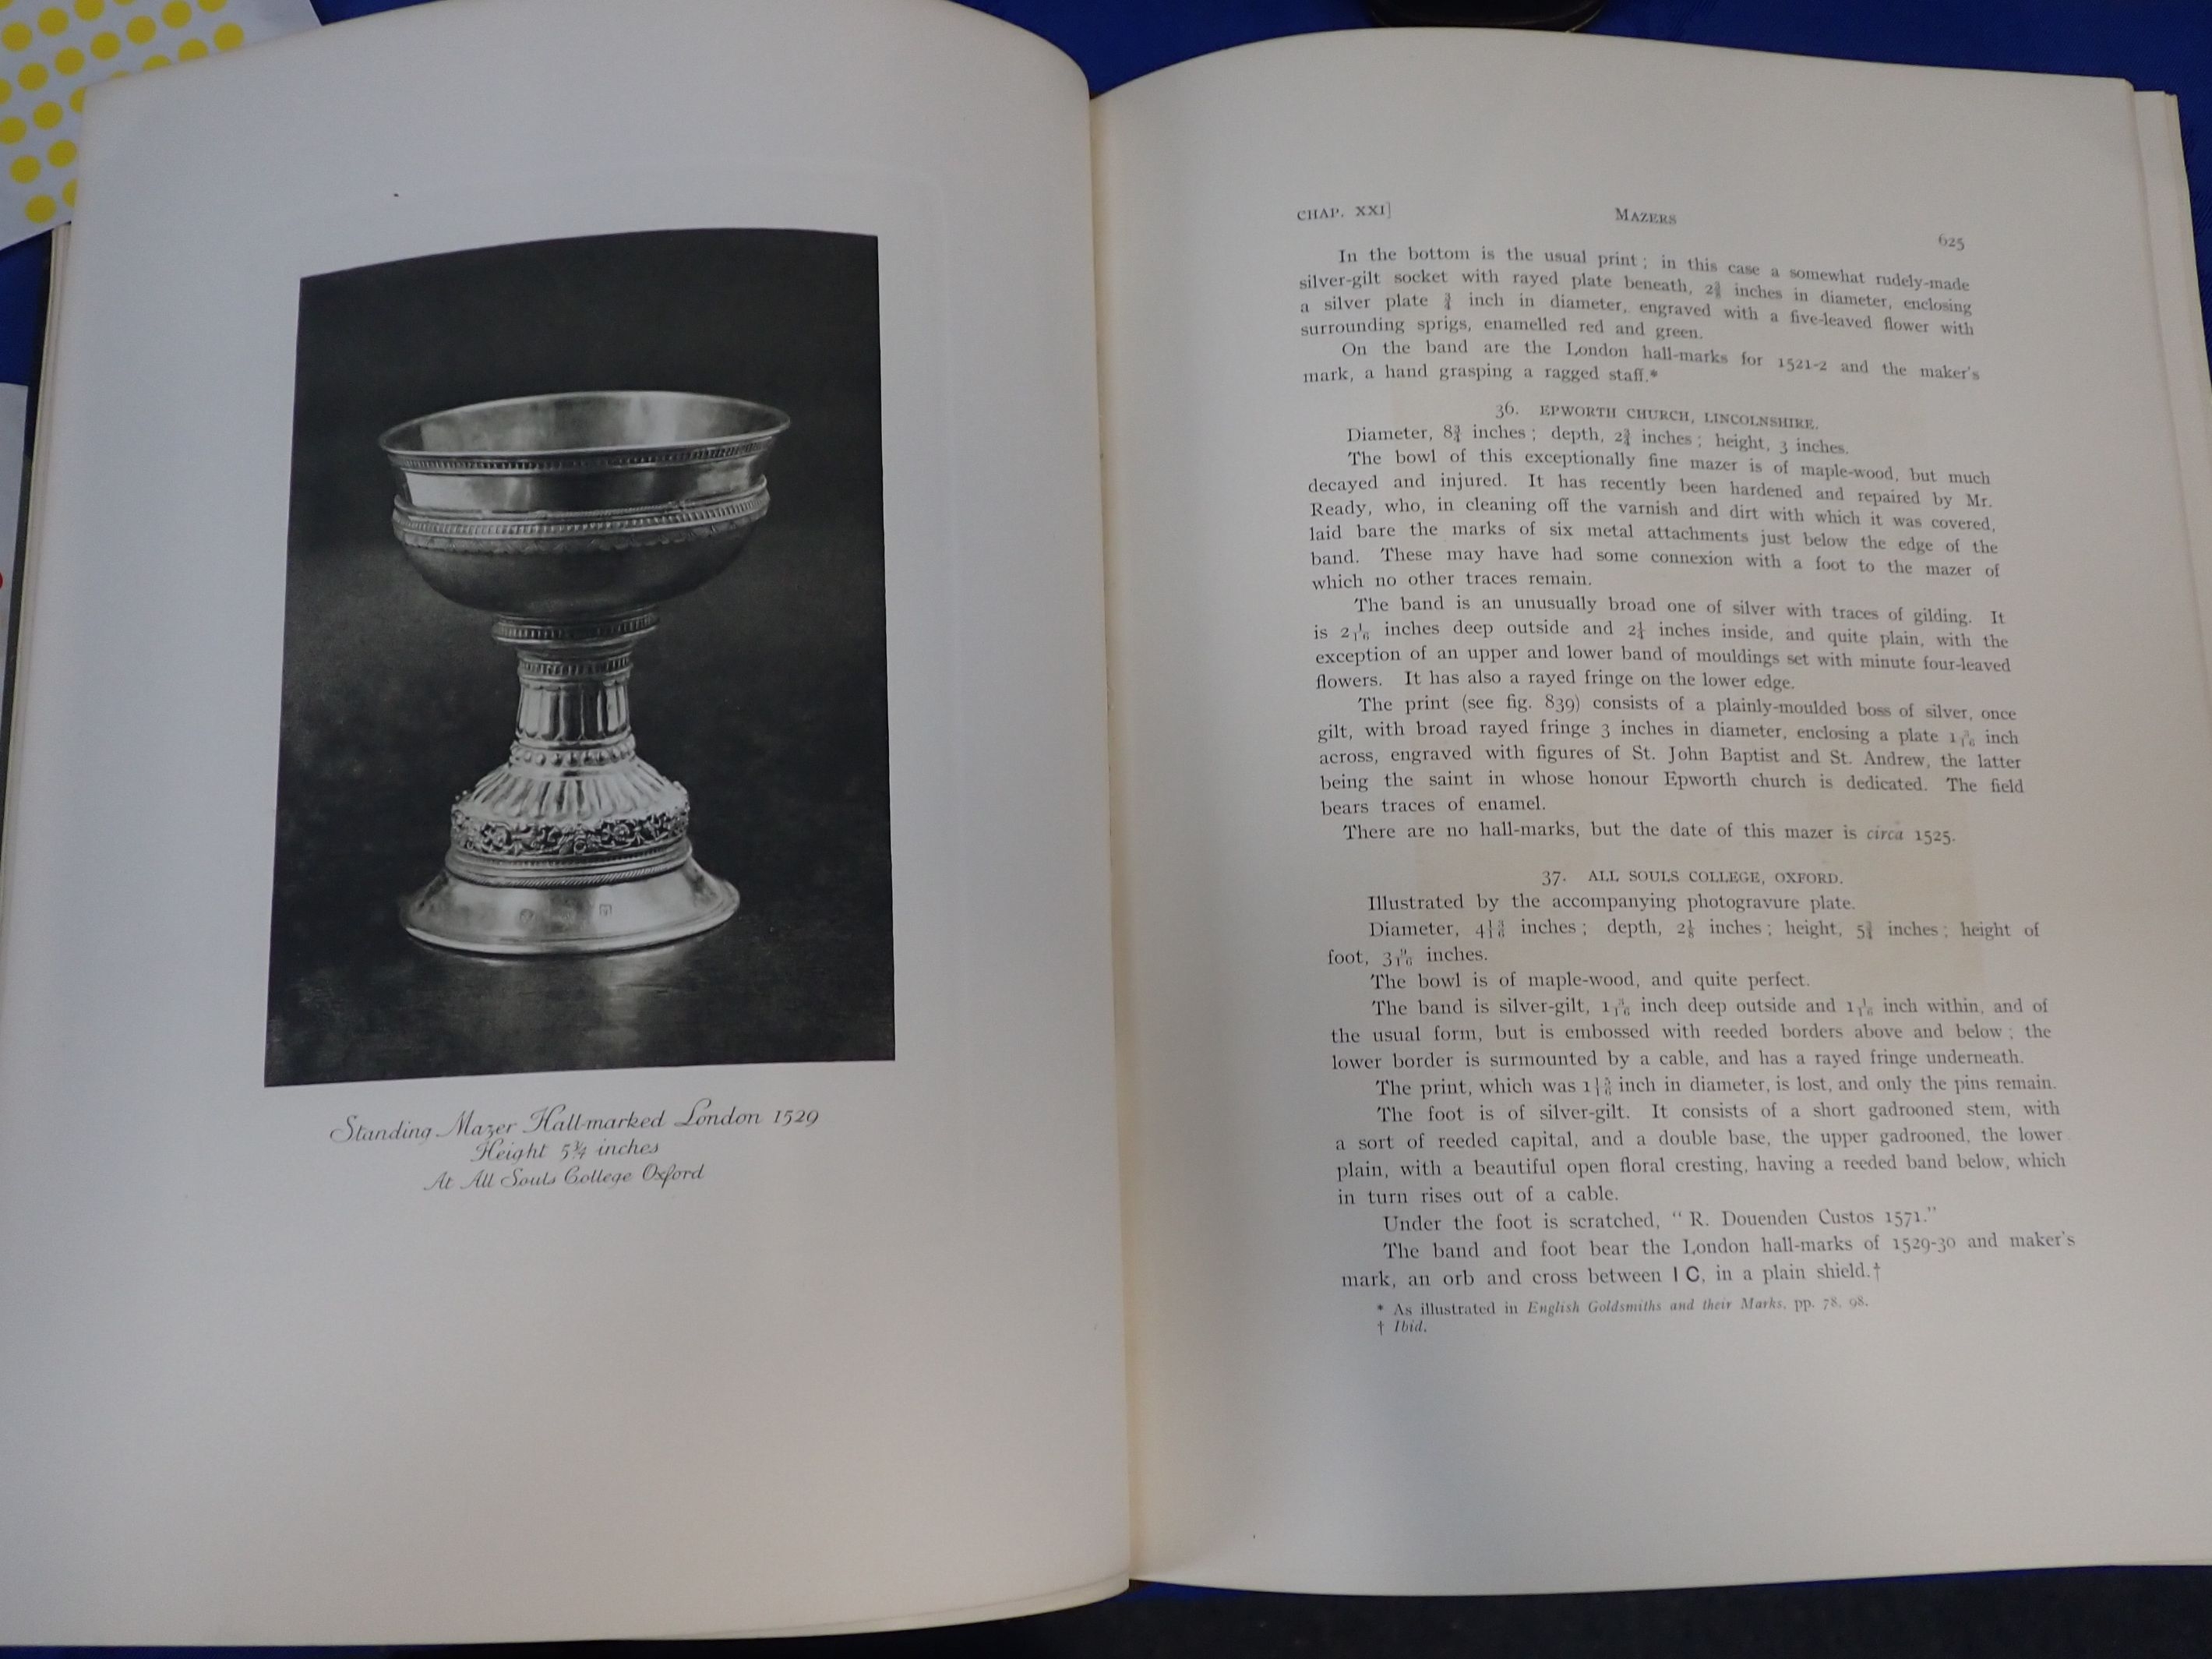 Standing Mazer Hall-marked London 1529
Height 5¾ inches
At All Souls College Oxford
CHAP. XXI]
MAZERS
625
In the bottom is the usual print; in this case a somewhat rudely-made
silver-gilt socket with rayed plate beneath, 2¾ inches in diameter, enclosing
a silver plate ¾ inch in diameter, engraved with a five-leaved flower with
surrounding sprigs, enamelled red and green.
On the band are the London hall-marks for 1521-2 and the maker's
mark, a hand grasping a ragged staff.*
36. EPWORTH CHURCH, LINCOLNSHIRE.
Diameter, 8¾ inches; depth, 2¾ inches; height, 3 inches.
The bowl of this exceptionally fine mazer is of maple-wood, but much
decayed and injured. It has recently been hardened and repaired by Mr.
Ready, who, in cleaning off the varnish and dirt with which it was covered,
laid bare the marks of six metal attachments just below the edge of the
band. These may have had some connexion with a foot to the mazer of
which no other traces remain.
The band is an unusually broad one of silver with traces of gilding. It
is 2 1/16 inches deep outside and 2¼ inches inside, and quite plain, with the
exception of an upper and lower band of mouldings set with minute four-leaved
flowers. It has also a rayed fringe on the lower edge.
The print (see fig. 839) consists of a plainly-moulded boss of silver, once
gilt, with broad rayed fringe 3 inches in diameter, enclosing a plate 1 3/16 inch
across, engraved with figures of St. John Baptist and St. Andrew, the latter
being the saint in whose honour Epworth church is dedicated. The field
bears traces of enamel.
There are no hall-marks, but the date of this mazer is circa 1525.
37. ALL SOULS COLLEGE, OXFORD.
Illustrated by the accompanying photogravure plate.
Diameter, 4 13/16 inches; depth, 2⅛ inches; height, 5¾ inches; height of
foot, 3 9/16 inches.
The bowl is of maple-wood, and quite perfect.
The band is silver-gilt, 1 3/16 inch deep outside and 1 1/16 inch within, and of
the usual form, but is embossed with reeded borders above and below; the
lower border is surmounted by a cable, and has a rayed fringe underneath.
The print, which was inch in diameter, is lost, and only the pins remain.
The foot is of silver-gilt. It consists of a short gadrooned stem, with
a sort of reeded capital, and a double base, the upper gadrooned, the lower
plain, with a beautiful open floral cresting, having a reeded band below, which
in turn rises out of a cable.
Under the foot is scratched, “R. Douenden Custos 1571.”
The band and foot bear the London hall-marks of 1529-30 and maker's
mark, an orb and cross between I C, in a plain shield.†
* As illustrated in English Goldsmiths and their Marks, pp. 78, 98.
† Ibid.